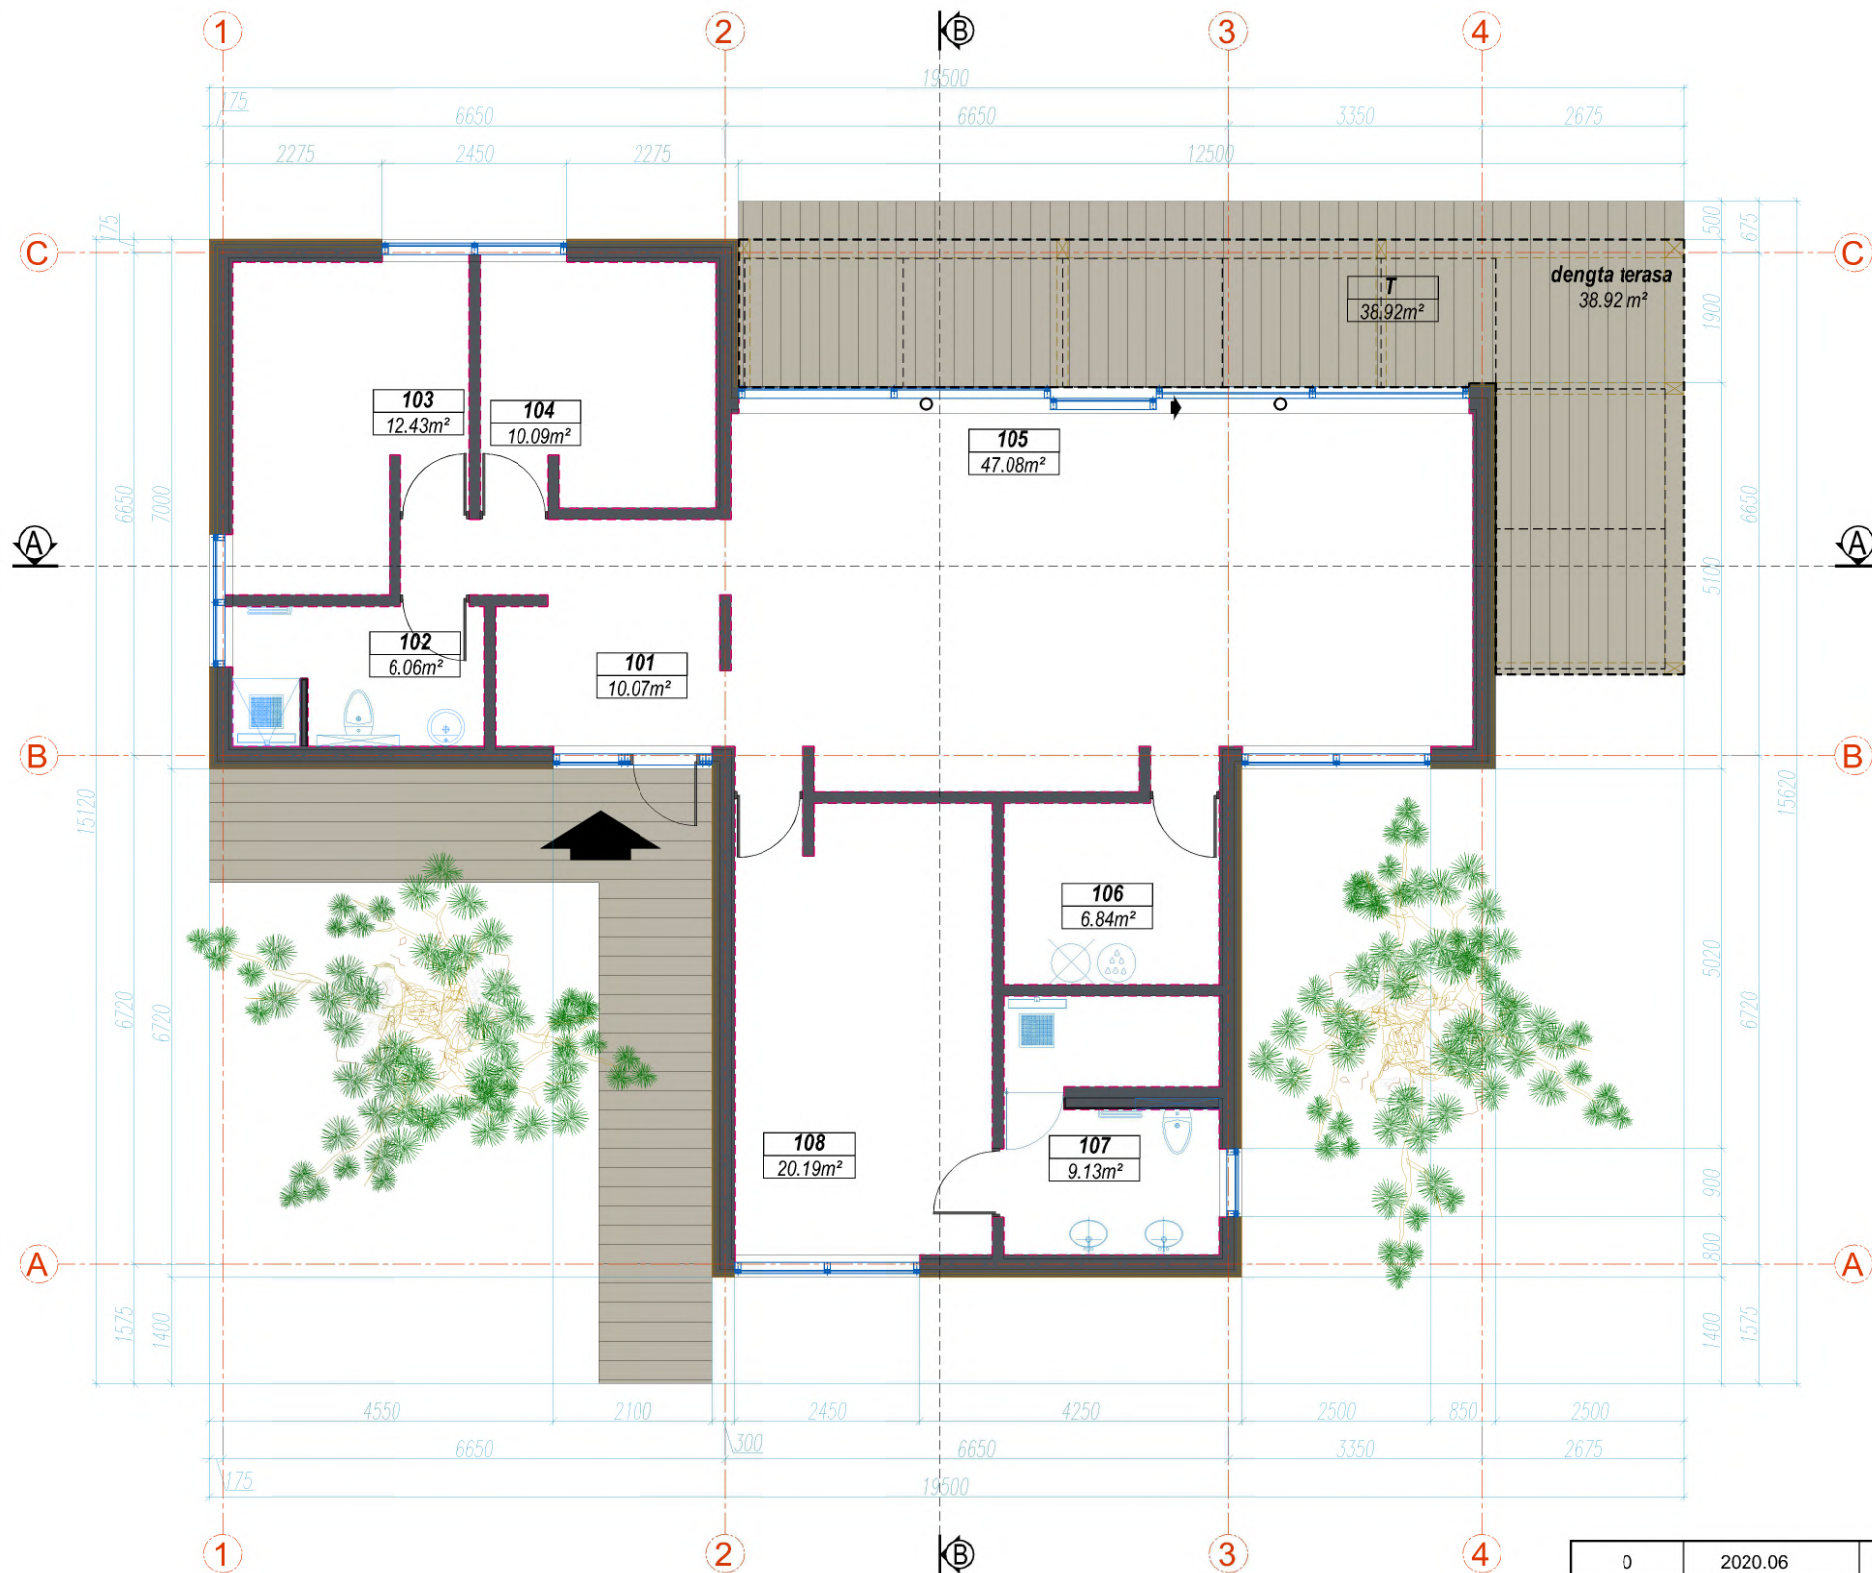 1 2 B 3 4
19500
175
6650 6650 3350 2675
2275 2450 2275 12500
175
500
675
C
C
dengta terasa
38.92 m²
T
38.92m²
1900
103
12.43m²
104
10.09m²
105
47.08m²
6650
7000
6650
A
A
5100
102
6.06m²
101
10.07m²
B
B
15120
15620
106
6.84m²
5020
6720
6720
6720
108
20.19m²
107
9.13m²
900
800
A
A
1575
1400
1400
1575
4550 2100 2450 4250 2500 850 2500
6650 300 6650 3350 2675
175
19500
1 2 B 3 4
0 2020.06